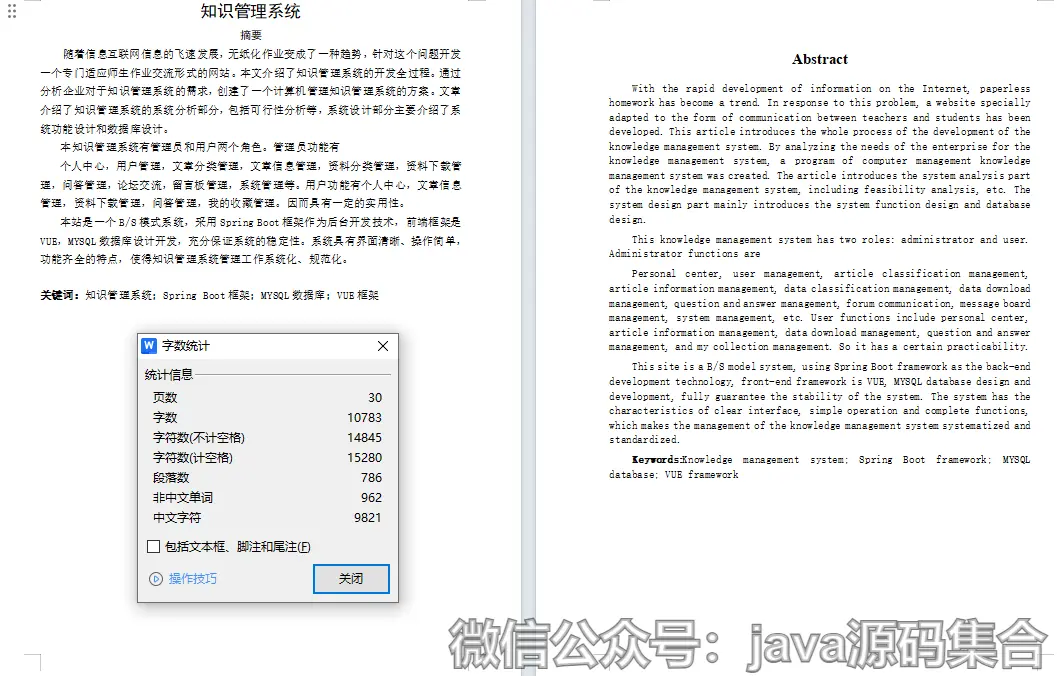 知识管理系统
摘要
随着信息互联网信息的飞速发展，无纸化作业变成了一种趋势，针对这个问题开发
一个专门适应师生作业交流形式的网站。本文介绍了知识管理系统的开发全过程。通过
分析企业对于知识管理系统的需求，创建了一个计算机管理知识管理系统的方案。文章
介绍了知识管理系统的系统分析部分，包括可行性分析等，系统设计部分主要介绍了系
统功能设计和数据库设计。
本知识管理系统有管理员和用户两个角色。管理员功能有
个人中心，用户管理，文章分类管理，文章信息管理，资料分类管理，资料下载管
理，问答管理，论坛交流，留言板管理，系统管理等。用户功能有个人中心，文章信息
管理，资料下载管理，问答管理，我的收藏管理。因而具有一定的实用性。
本站是一个 B/S 模式系统，采用 Spring Boot 框架作为后台开发技术，前端框架是
VUE，MYSQL 数据库设计开发，充分保证系统的稳定性。系统具有界面清晰、操作简单，
功能齐全的特点，使得知识管理系统管理工作系统化、规范化。
关键词：知识管理系统；Spring Boot 框架；MYSQL 数据库；VUE 框架
字数统计
统计信息
页数 30
字数 10783
字符数(不计空格) 14845
字符数(计空格) 15280
段落数 786
非中文单词 962
中文字符 9821
包括文本框、脚注和尾注(F)
操作技巧
关闭
Abstract
With the rapid development of information on the Internet, paperless
homework has become a trend. In response to this problem, a website specially
adapted to the form of communication between teachers and students has been
developed. This article introduces the whole process of the development of the
knowledge management system. By analyzing the needs of the enterprise for the
knowledge management system, a program of computer management knowledge
management system was created. The article introduces the system analysis part
of the knowledge management system, including feasibility analysis, etc. The
system design part mainly introduces the system function design and database
design.
This knowledge management system has two roles: administrator and user.
Administrator functions are
Personal center, user management, article classification management,
article information management, data classification management, data download
management, question and answer management, forum communication, message board
management, system management, etc. User functions include personal center,
article information management, data download management, question and answer
management, and my collection management. So it has a certain practicability.
This site is a B/S model system, using Spring Boot framework as the back-end
development technology, front-end framework is VUE, MYSQL database design and
development, fully guarantee the stability of the system. The system has the
characteristics of clear interface, simple operation and complete functions,
which makes the management of the knowledge management system systematized and
standardized.
Keywords:Knowledge management system; Spring Boot framework; MYSQL
database; VUE framework
微信公众号：java源码集合